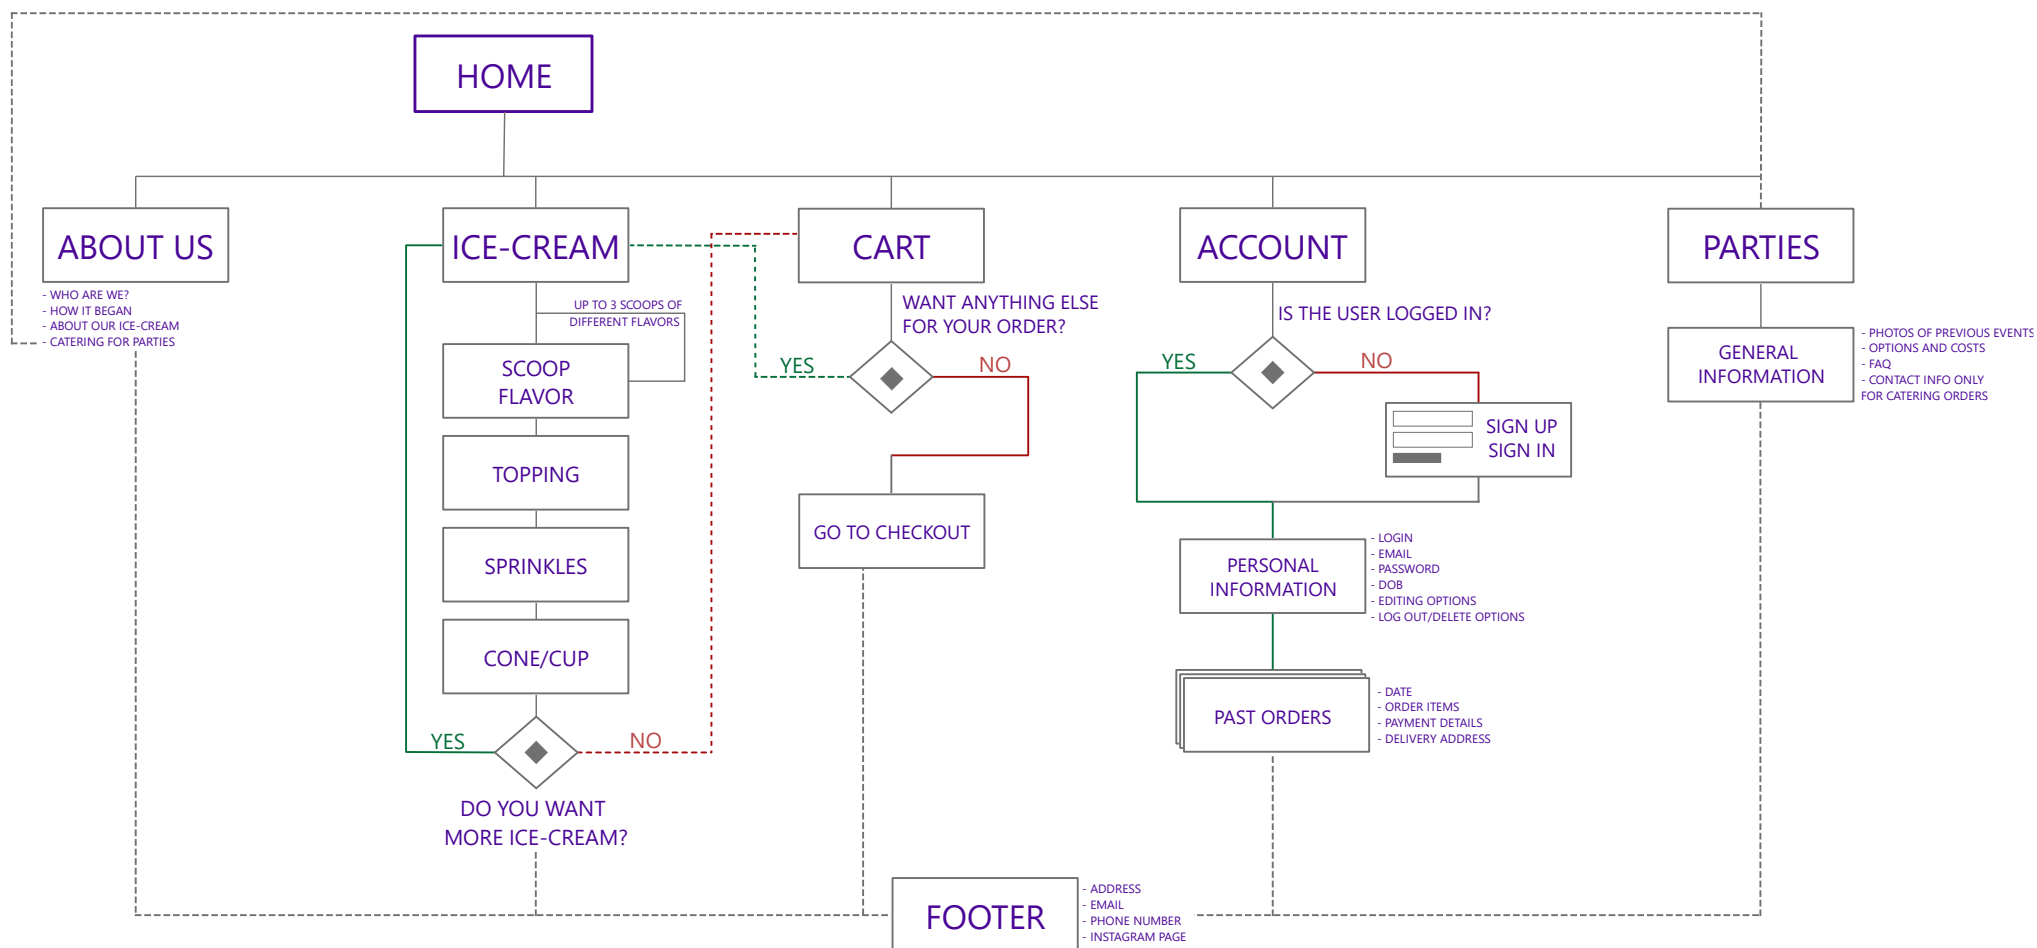 HOME
ABOUT US
- WHO ARE WE?
- HOW IT BEGAN
- ABOUT OUR ICE-CREAM
- CATERING FOR PARTIES
ICE-CREAM
UP TO 3 SCOOPS OF
DIFFERENT FLAVORS
SCOOP
FLAVOR
TOPPING
SPRINKLES
CONE/CUP
YES
NO
DO YOU WANT
MORE ICE-CREAM?
CART
WANT ANYTHING ELSE
FOR YOUR ORDER?
YES
NO
GO TO CHECKOUT
ACCOUNT
IS THE USER LOGGED IN?
YES
NO
SIGN UP
SIGN IN
PERSONAL
INFORMATION
- LOGIN
- EMAIL
- PASSWORD
- DOB
- EDITING OPTIONS
- LOG OUT/DELETE OPTIONS
PAST ORDERS
- DATE
- ORDER ITEMS
- PAYMENT DETAILS
- DELIVERY ADDRESS
PARTIES
GENERAL
INFORMATION
- PHOTOS OF PREVIOUS EVENTS
- OPTIONS AND COSTS
- FAQ
- CONTACT INFO ONLY
FOR CATERING ORDERS
FOOTER
- ADDRESS
- EMAIL
- PHONE NUMBER
- INSTAGRAM PAGE